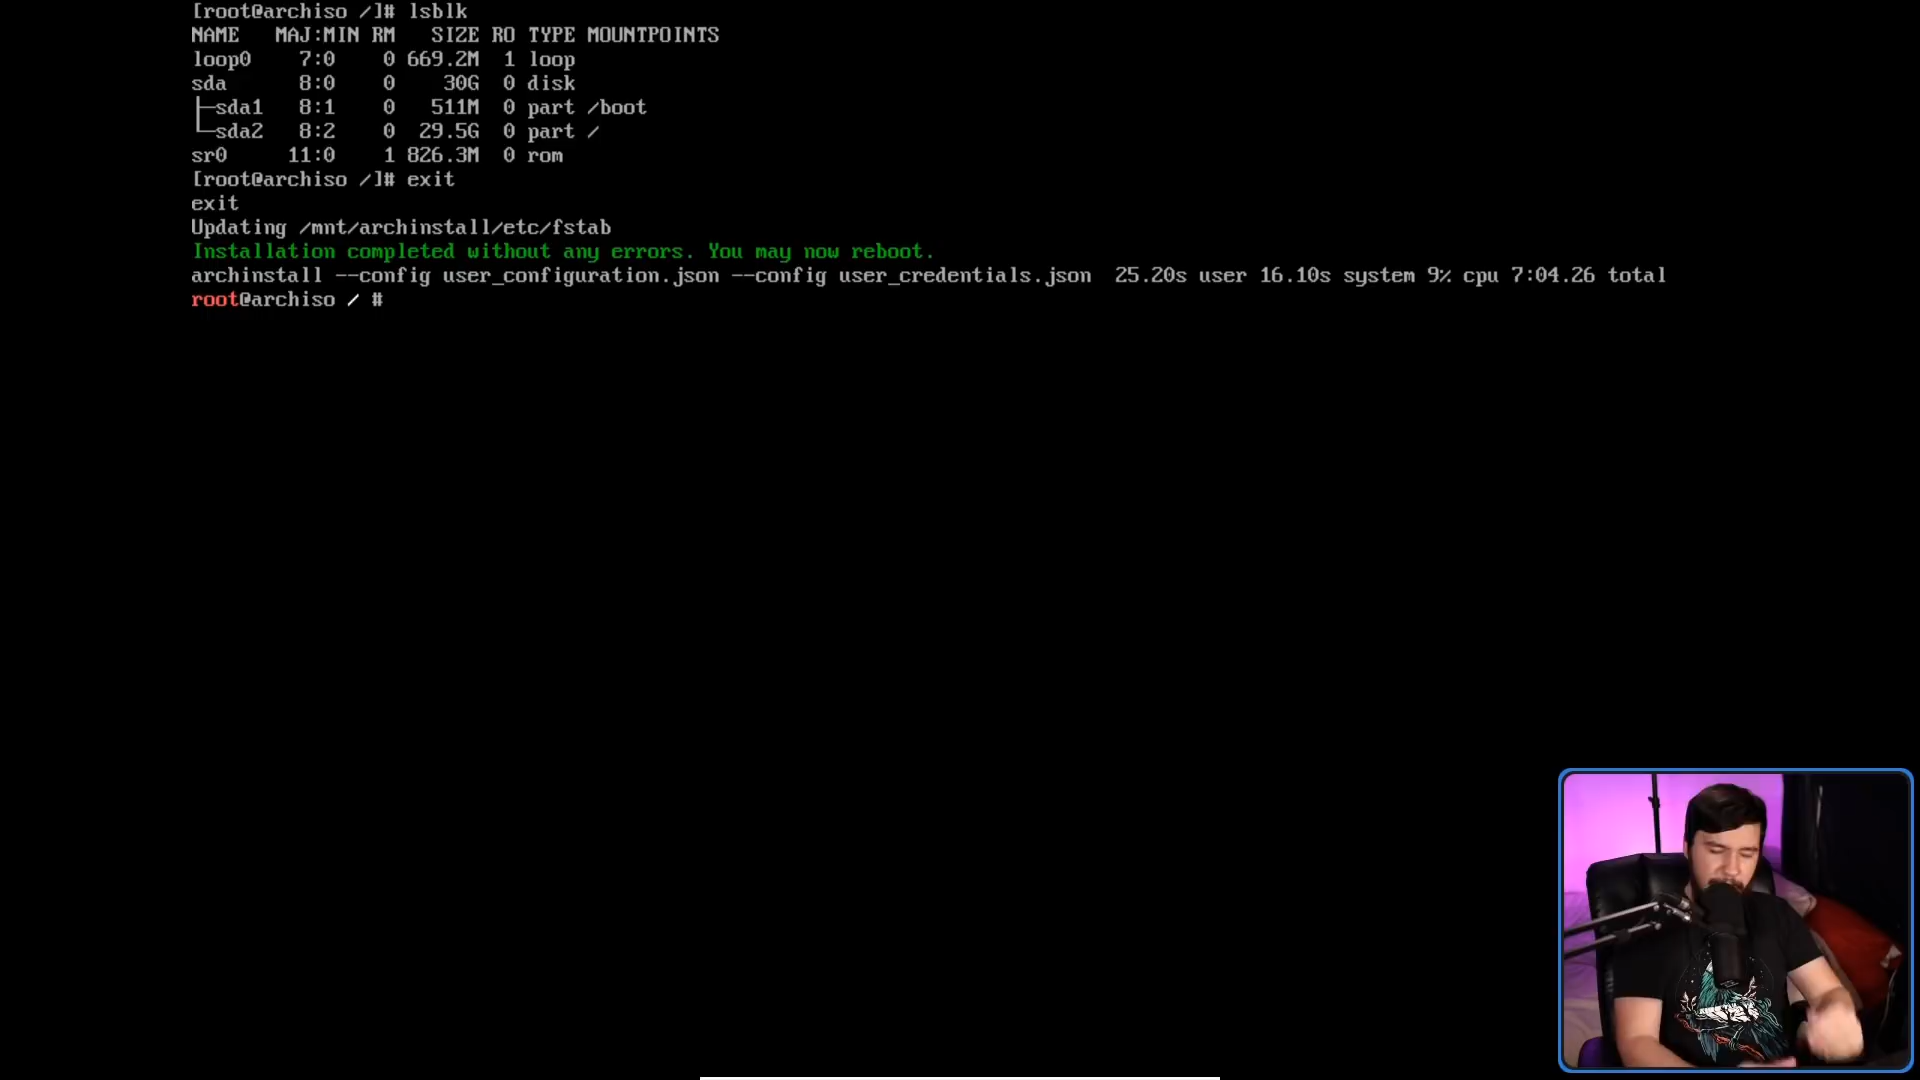 [root@archiso /]# lsblk
NAME   MAJ:MIN RM   SIZE RO TYPE MOUNTPOINTS
loop0    7:0    0 669.2M  1 loop
sda      8:0    0    30G  0 disk
├─sda1   8:1    0   511M  0 part /boot
└─sda2   8:2    0  29.5G  0 part /
sr0     11:0    1 826.3M  0 rom
[root@archiso /]# exit
exit
Updating /mnt/archinstall/etc/fstab
Installation completed without any errors. You may now reboot.
archinstall --config user_configuration.json --config user_credentials.json  25.20s user 16.10s system 9% cpu 7:04.26 total
root@archiso / #